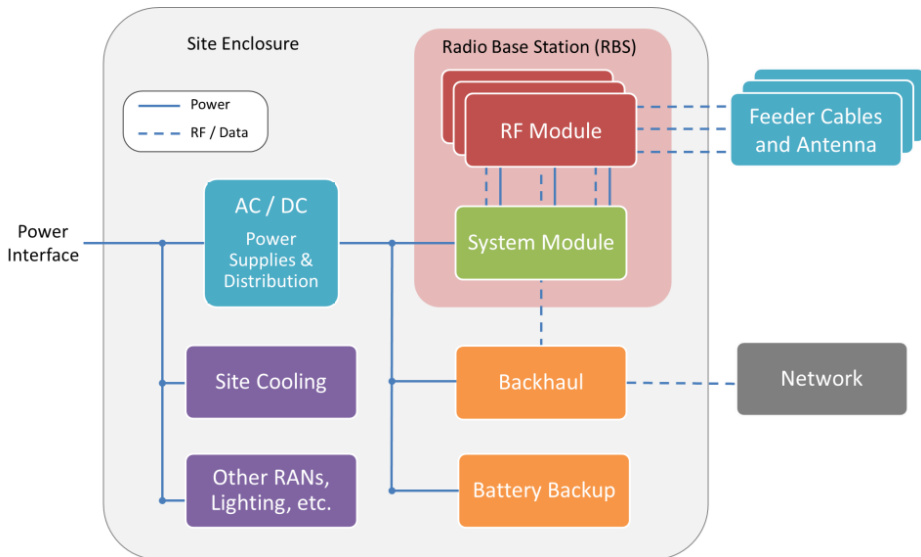 Site Enclosure
Radio Base Station (RBS)
Power
RF / Data
RF Module
Feeder Cables
and Antenna
AC / DC
Power
Supplies &
Distribution
System Module
Power
Interface
Site Cooling
Backhaul
Network
Other RANs,
Lighting, etc.
Battery Backup